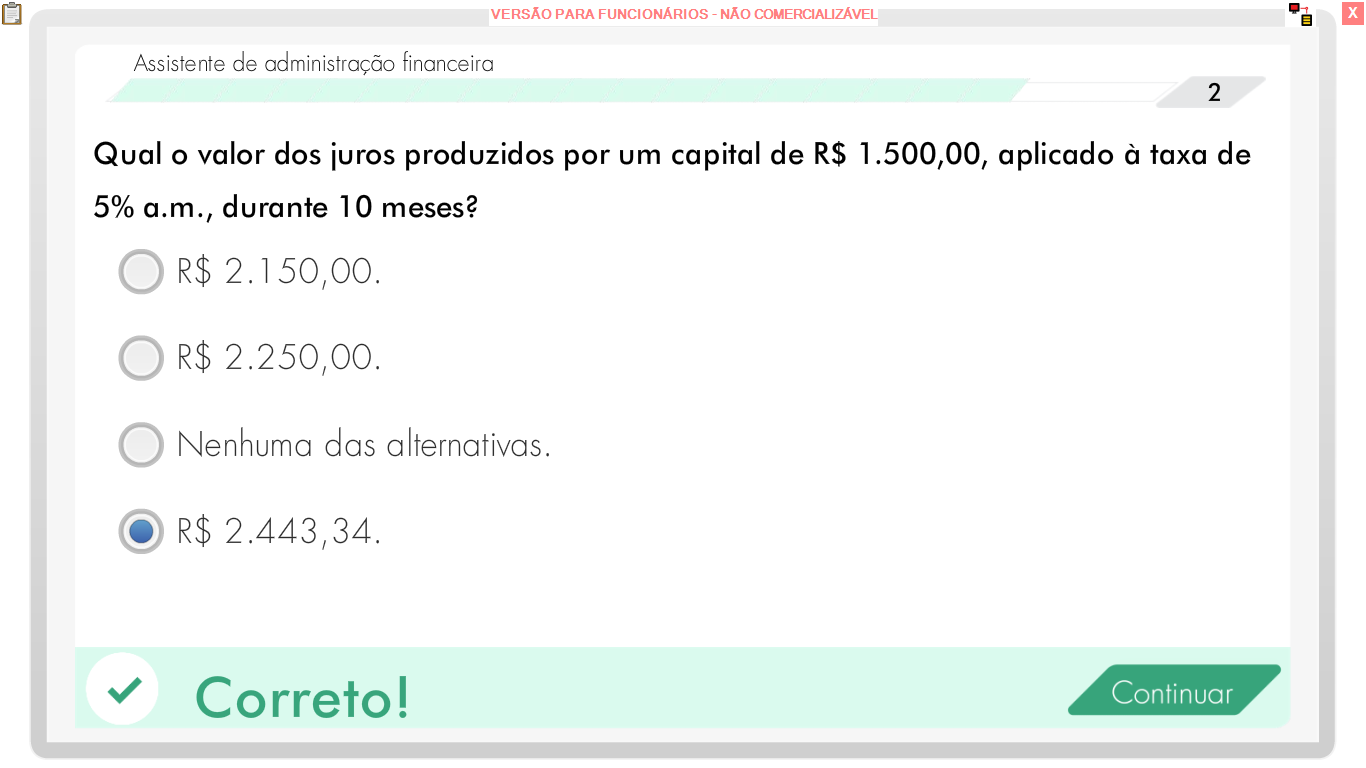 VERSÃO PARA FUNCIONÁRIOS - NÃO COMERCIALIZÁVEL
X
Assistente de administração financeira
2
Qual o valor dos juros produzidos por um capital de R$ 1.500,00, aplicado à taxa de
5% a.m., durante 10 meses?
R$ 2.150,00.
R$ 2.250,00.
Nenhuma das alternativas.
R$ 2.443,34.
Correto!
Continuar